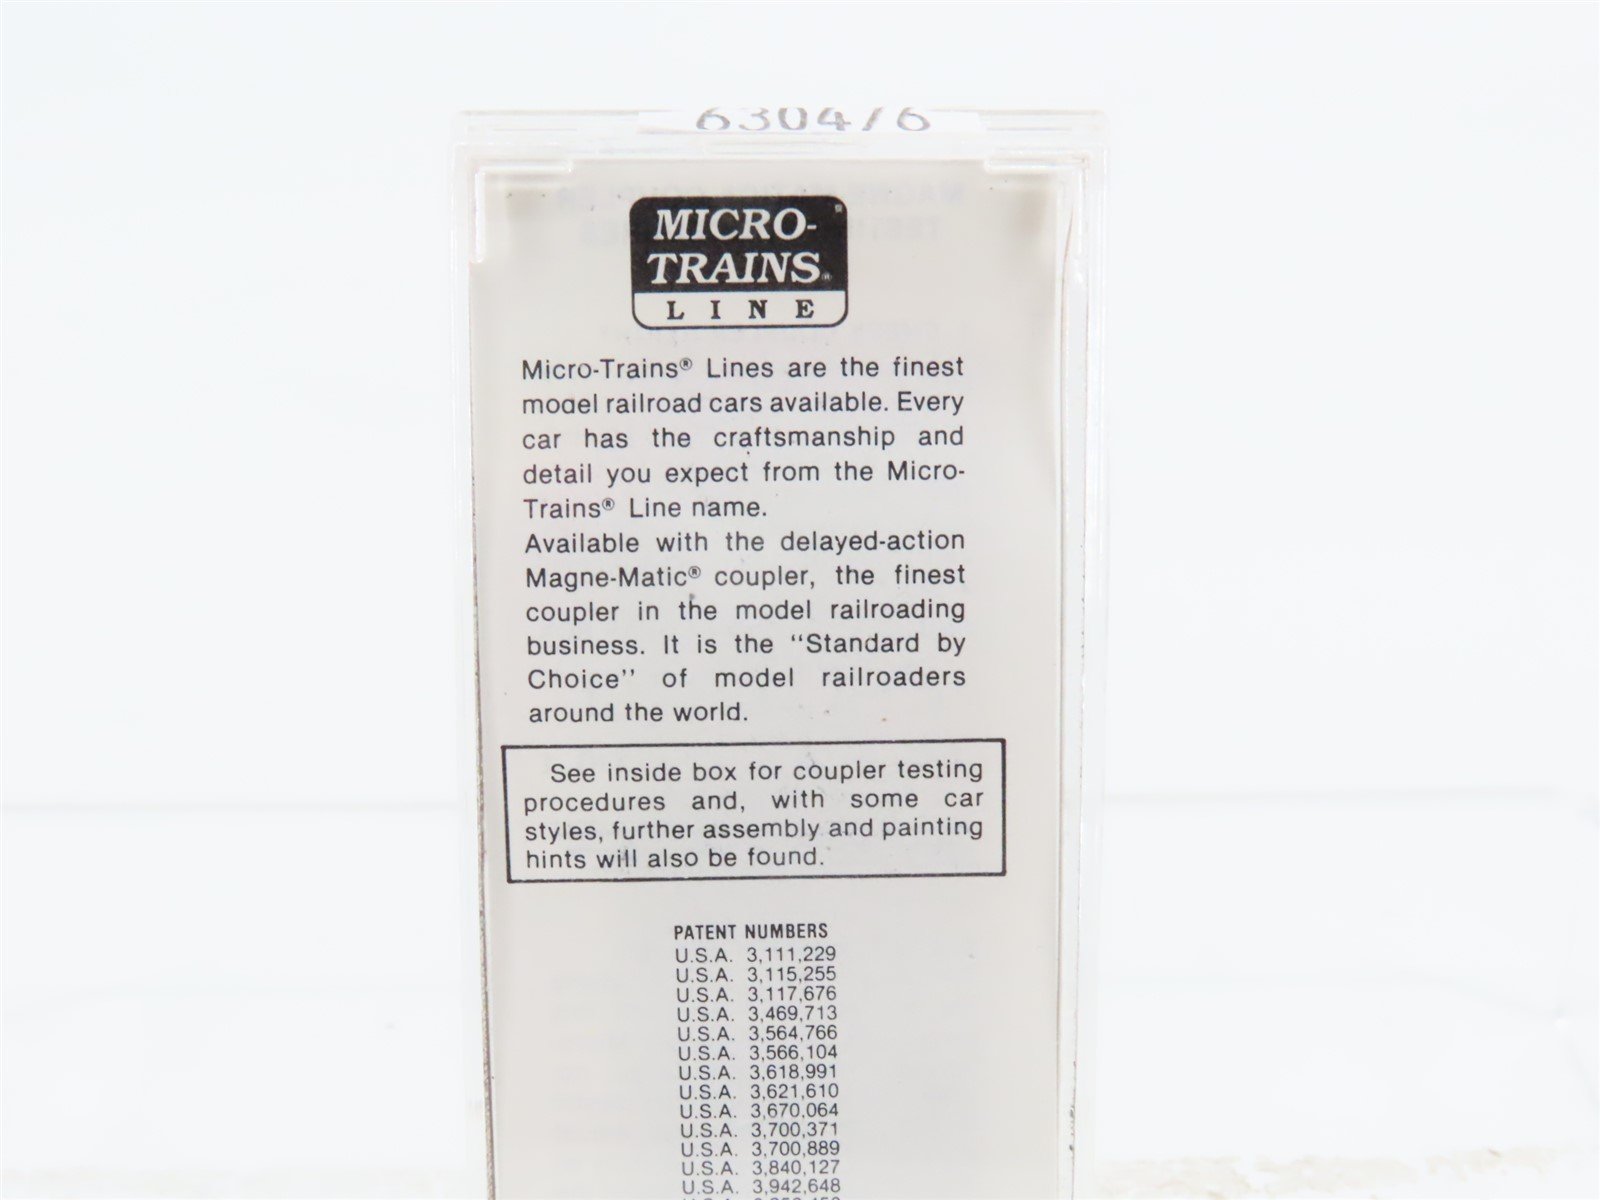 MICRO-
TRAINS®
LINE
Micro-Trains® Lines are the finest
model railroad cars available. Every
car has the craftsmanship and
detail you expect from the Micro-
Trains® Line name.
Available with the delayed-action
Magne-Matic® coupler, the finest
coupler in the model railroading
business. It is the "Standard by
Choice" of model railroaders
around the world.
See inside box for coupler testing
procedures and, with some car
styles, further assembly and painting
hints will also be found.
PATENT NUMBERS
U.S.A. 3,111,229
U.S.A. 3,115,255
U.S.A. 3,117,676
U.S.A. 3,469,713
U.S.A. 3,564,766
U.S.A. 3,566,104
U.S.A. 3,618,991
U.S.A. 3,621,610
U.S.A. 3,670,064
U.S.A. 3,700,371
U.S.A. 3,700,889
U.S.A. 3,840,127
U.S.A. 3,942,648